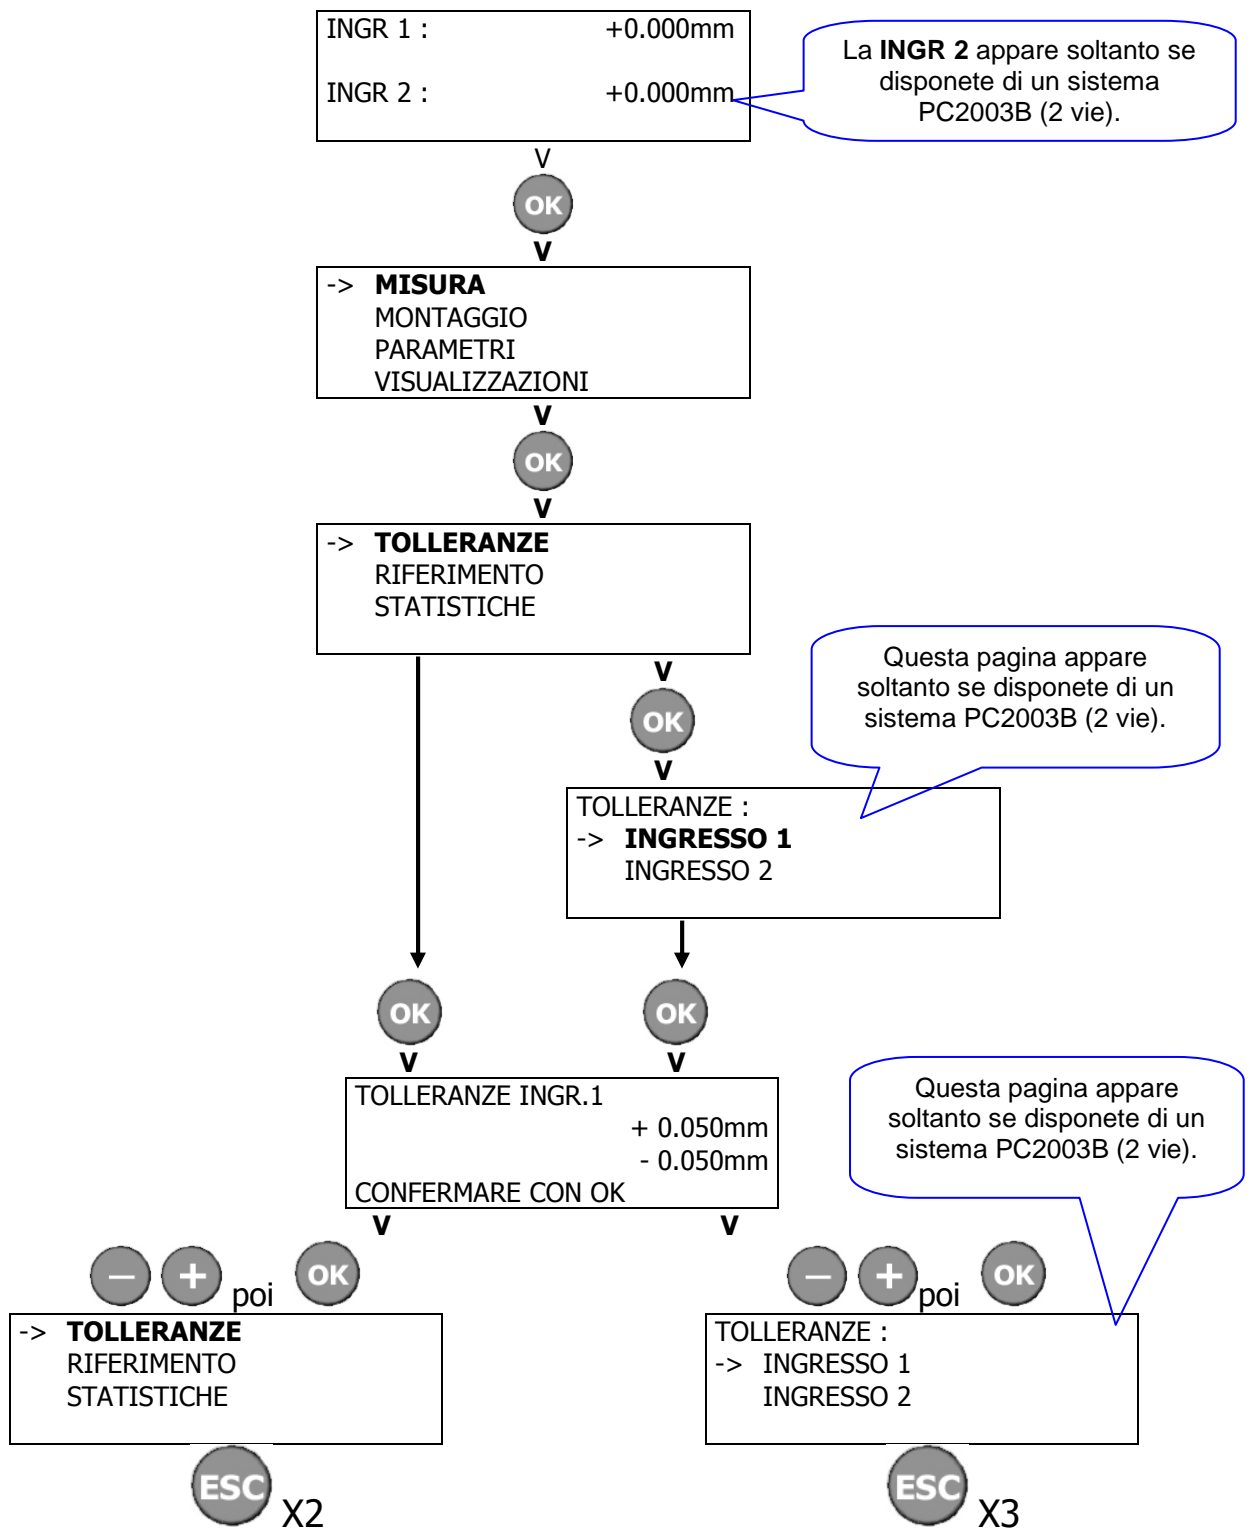 INGR 1 : +0.000mm
INGR 2 : +0.000mm
La INGR 2 appare soltanto se
disponete di un sistema
PC2003B (2 vie).
V
OK
V
-> MISURA
MONTAGGIO
PARAMETRI
VISUALIZZAZIONI
V
OK
V
-> TOLLERANZE
RIFERIMENTO
STATISTICHE
Questa pagina appare
soltanto se disponete di un
sistema PC2003B (2 vie).
V
OK
V
TOLLERANZE :
-> INGRESSO 1
INGRESSO 2
OK OK
V V
TOLLERANZE INGR.1
+ 0.050mm
- 0.050mm
CONFERMARE CON OK
Questa pagina appare
soltanto se disponete di un
sistema PC2003B (2 vie).
V V
− + poi OK
− + poi OK
-> TOLLERANZE
RIFERIMENTO
STATISTICHE
TOLLERANZE :
-> INGRESSO 1
INGRESSO 2
ESC X2
ESC X3